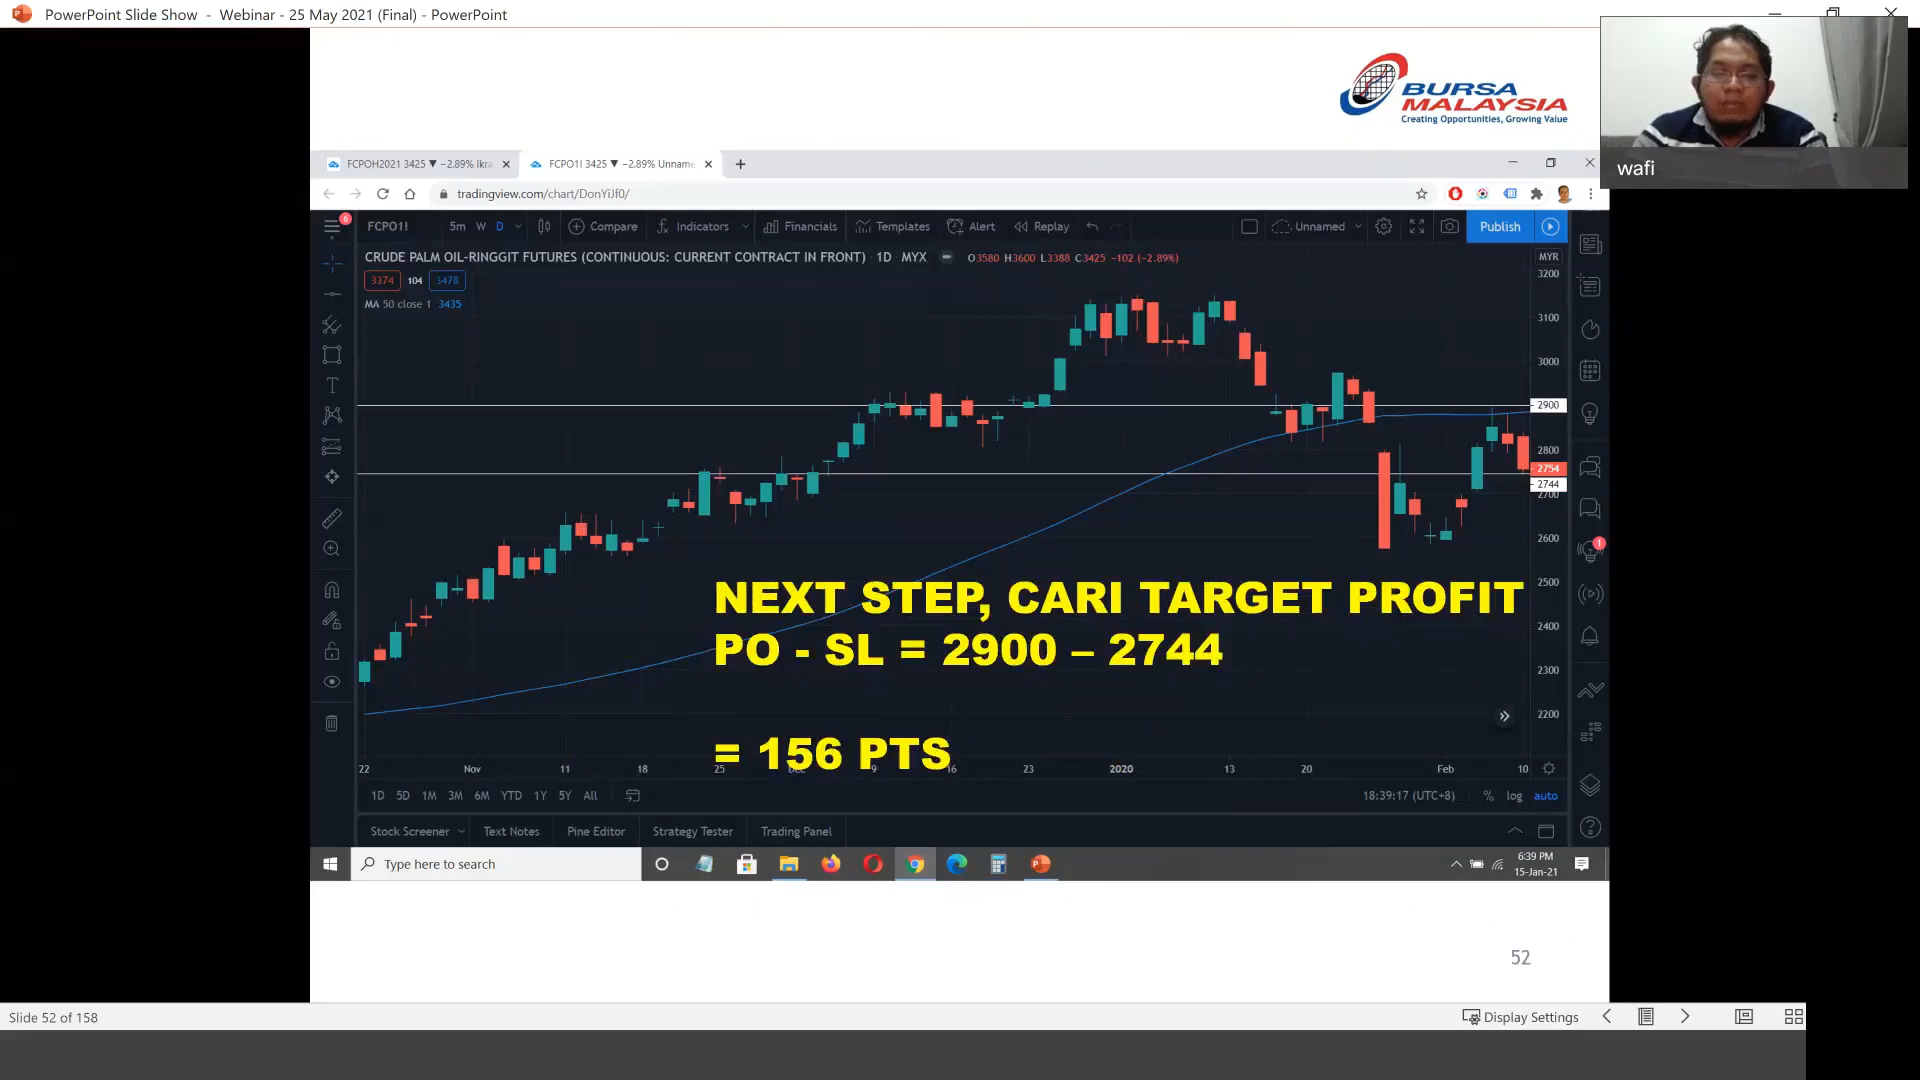 PowerPoint Slide Show - Webinar - 25 May 2021 (Final) - PowerPoint
BURSA
MALAYSIA
Creating Opportunities, Growing Value
wafi
FCPOH2021 3425 ▼ −2.89% Ikra
FCPO1! 3425 ▼ −2.89% Unname
tradingview.com/chart/DonYiJf0/
6
FCPO1!
5m W D
Compare
Indicators
Financials
Templates
Alert
Replay
Unnamed
Publish
CRUDE PALM OIL-RINGGIT FUTURES (CONTINUOUS: CURRENT CONTRACT IN FRONT) · 1D · MYX
O3580 H3600 L3388 C3425 −102 (−2.89%)
MYR
3374 104 3478
MA 50 close 1 3435
3200
3100
3000
2900
2800
2754
2744
2700
2600
2500
2400
2300
2200
1
NEXT STEP, CARI TARGET PROFIT
PO - SL = 2900 – 2744
= 156 PTS
22 Nov 11 18 25 Dec 9 16 23 2020 13 20 Feb 10
1D 5D 1M 3M 6M YTD 1Y 5Y All
18:39:17 (UTC+8) % log auto
Stock Screener
Text Notes
Pine Editor
Strategy Tester
Trading Panel
Type here to search
6:39 PM
15-Jan-21
52
Slide 52 of 158
Display Settings